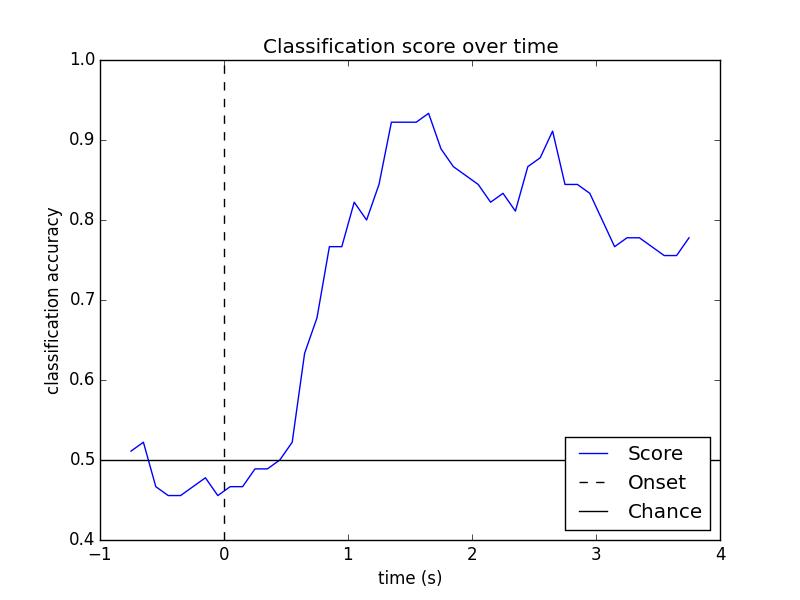 Classification score over time
1.0
0.9
0.8
0.7
0.6
0.5
0.4
classification accuracy
Score
Onset
Chance
−1
0
1
2
3
4
time (s)